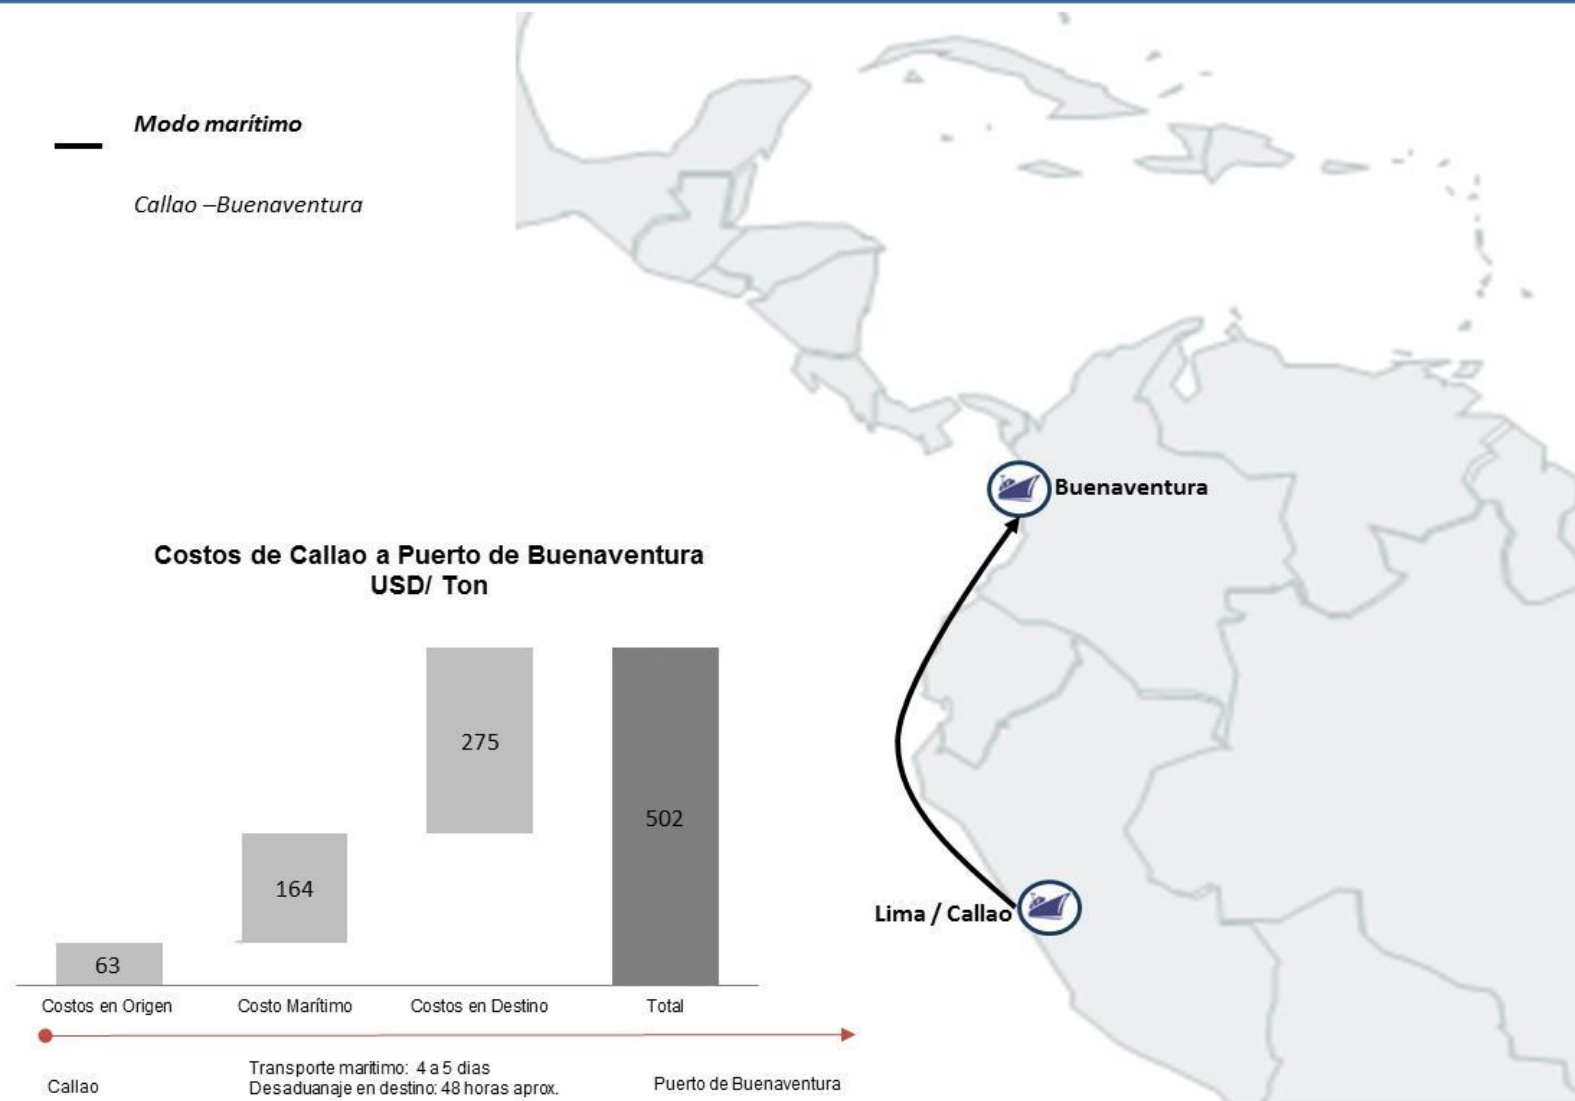 Modo marítimo
Callao –Buenaventura
Buenaventura
Lima / Callao
Costos de Callao a Puerto de Buenaventura
USD/ Ton
63
164
275
502
Costos en Origen
Costo Marítimo
Costos en Destino
Total
Callao
Transporte maritimo: 4 a 5 dias
Desaduanaje en destino: 48 horas aprox.
Puerto de Buenaventura